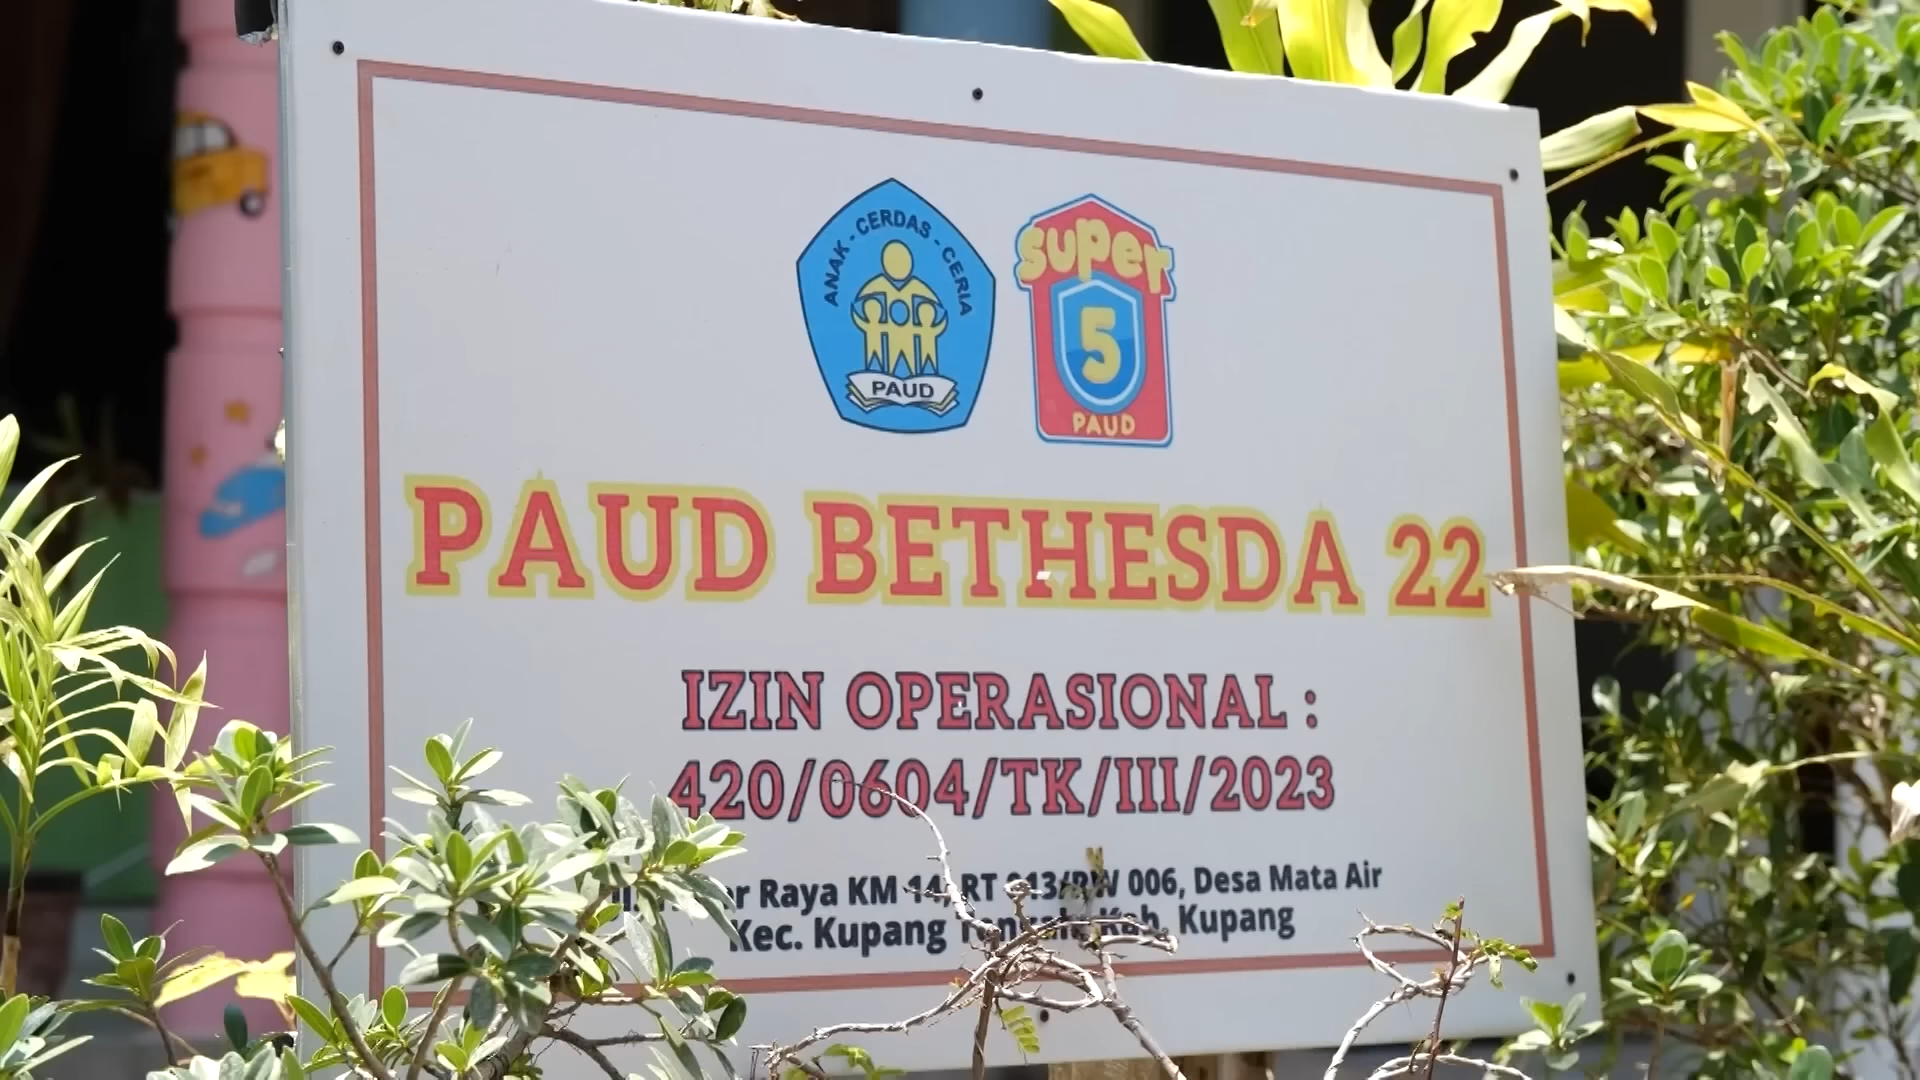 ANAK - CERDAS - CERIA
PAUD
super
5
PAUD
PAUD BETHESDA 22
IZIN OPERASIONAL :
420/0604/TK/III/2023
Raya KM 14, RT 013/RW 006, Desa Mata Air
Kec. Kupang Tengah, Kab. Kupang